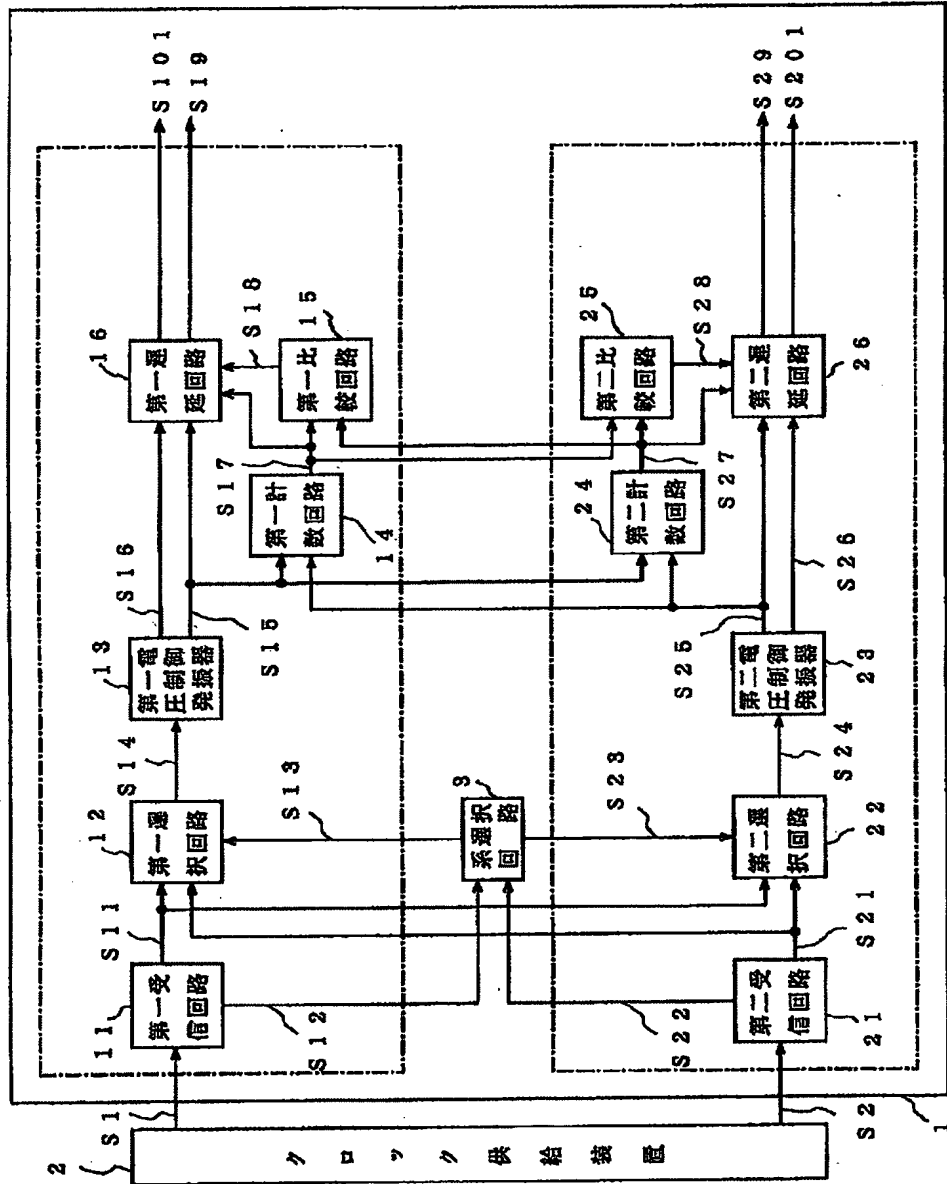 S101
S19
16
第一遅
延回路
S18
15
第一比
較回路
S17
第一計
数回路
14
S16
S15
13
第一電
圧制御
発振器
S14
12
第一選
択回路
S13
S11
11
第一受
信回路
S12
S1
2
クロック供給装置
3
系選択
回路
S29
S201
25
第二比
較回路
S28
第二遅
延回路
26
24
第二計
数回路
S27
S26
S25
第二電
圧制御
発振器
23
S24
S23
第二選
択回路
22
S21
S22
第二受
信回路
21
S2
1